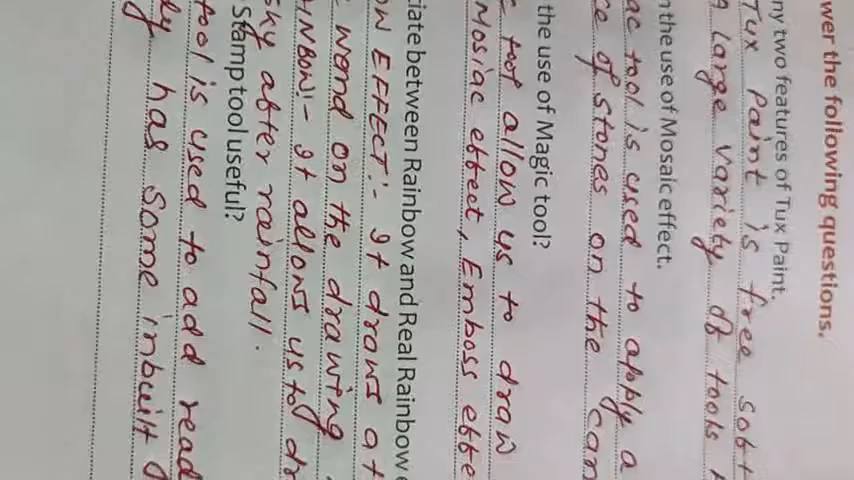 wer the following questions.
ny two features of Tux Paint.
Tux Paint is free soft
large variety of tools
the use of Mosaic effect.
ac tool is used to apply a
ce of stones on the can
the use of Magic tool?
tool allow us to draw
Mosiac effect, Emboss effe
iate between Rainbow and Real Rainbow e
OW EFFECT:- It draws at
wand on the drawing
INBOW:- It allows us to dr
sky after rainfall.
Stamp tool useful?
tool is used to add read
ly has some inbuilt